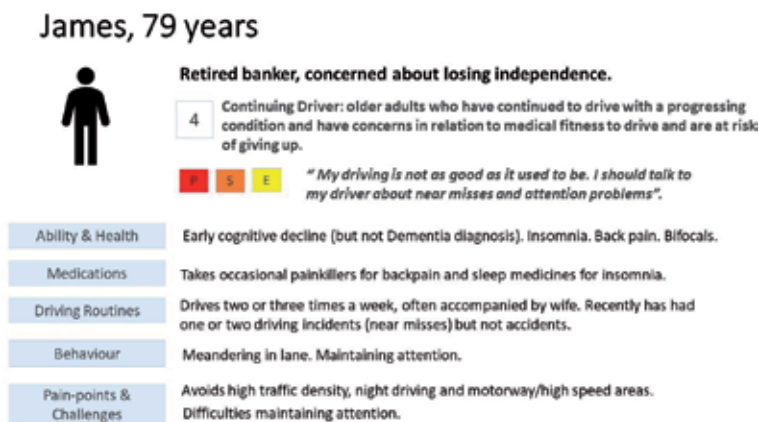 James, 79 years
Retired banker, concerned about losing independence.
4
Continuing Driver: older adults who have continued to drive with a progressing
condition and have concerns in relation to medical fitness to drive and are at risk
of giving up.
P S E
" My driving is not as good as it used to be. I should talk to
my driver about near misses and attention problems".
Ability & Health
Early cognitive decline (but not Dementia diagnosis). Insomnia. Back pain. Bifocals.
Medications
Takes occasional painkillers for backpain and sleep medicines for insomnia.
Driving Routines
Drives two or three times a week, often accompanied by wife. Recently has had
one or two driving incidents (near misses) but not accidents.
Behaviour
Meandering in lane. Maintaining attention.
Pain-points &
Challenges
Avoids high traffic density, night driving and motorway/high speed areas.
Difficulties maintaining attention.